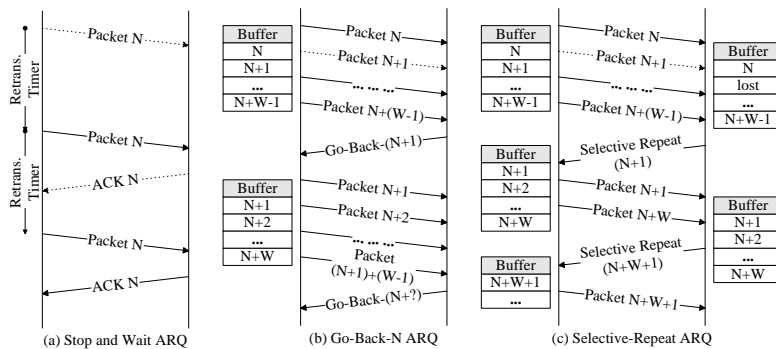 Retrans.
Timer
Retrans.
Timer
Packet N
Packet N
ACK N
Packet N
ACK N
(a) Stop and Wait ARQ
Buffer
N
N+1
...
N+W-1
Packet N
Packet N+1
... ... ...
Packet N+(W-1)
Go-Back-(N+1)
Buffer
N+1
N+2
...
N+W
Packet N+1
Packet N+2
... ... ...
Packet
(N+1)+(W-1)
Go-Back-(N+?)
(b) Go-Back-N ARQ
Buffer
N
N+1
...
N+W-1
Packet N
Packet N+1
... ... ...
Packet N+(W-1)
Buffer
N
lost
...
N+W-1
Selective Repeat
(N+1)
Buffer
N+1
N+2
...
N+W
Packet N+1
Packet N+W
Buffer
N+1
N+2
...
N+W
Selective Repeat
(N+W+1)
Buffer
N+W+1
...
Packet N+W+1
(c) Selective-Repeat ARQ